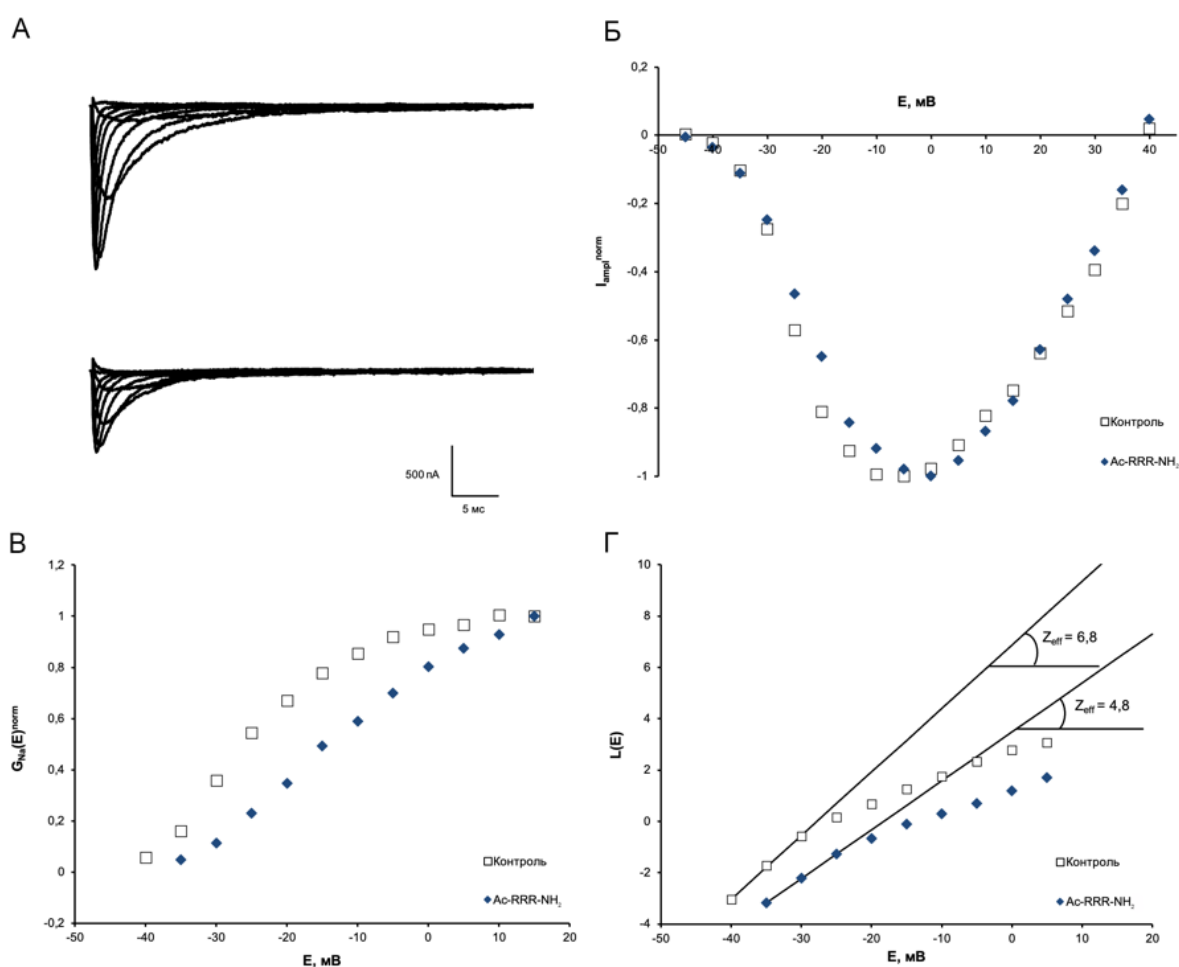 А
500 nA
5 мс
Б
E, мВ
0,2
0
-0,2
-0,4
-0,6
-0,8
-1
-50
-40
-30
-20
-10
0
10
20
30
40
I_ampl^norm
Контроль
Ac-RRR-NH₂
В
1,2
1
0,8
0,6
0,4
0,2
0
-0,2
-50
-40
-30
-20
-10
0
10
20
G_Na(E)^norm
E, мВ
Контроль
Ac-RRR-NH₂
Г
10
8
6
4
2
0
-2
-4
-50
-40
-30
-20
-10
0
10
20
L(E)
E, мВ
Z_eff = 6,8
Z_eff = 4,8
Контроль
Ac-RRR-NH₂